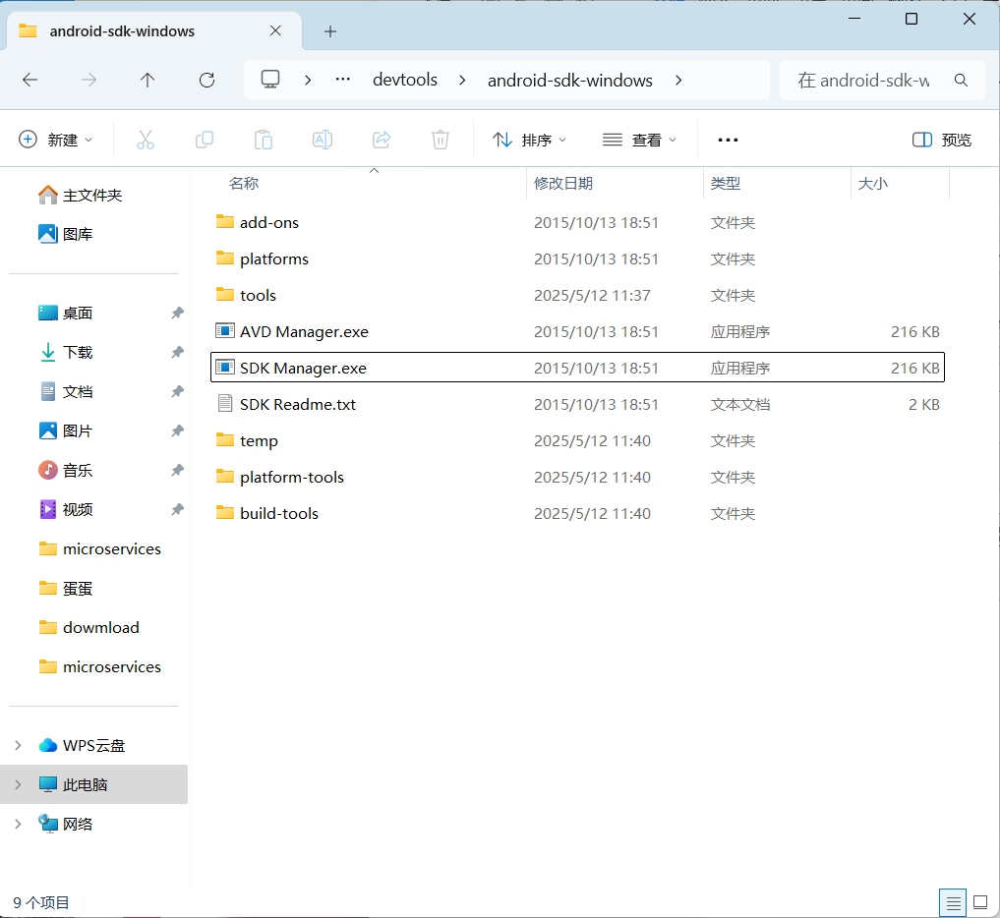 android-sdk-windows
devtools
android-sdk-windows
在 android-sdk-w
新建
排序
查看
预览
主文件夹
图库
桌面
下载
文档
图片
音乐
视频
microservices
蛋蛋
dowmload
microservices
WPS云盘
此电脑
网络
名称 修改日期 类型 大小
add-ons 2015/10/13 18:51 文件夹
platforms 2015/10/13 18:51 文件夹
tools 2025/5/12 11:37 文件夹
AVD Manager.exe 2015/10/13 18:51 应用程序 216 KB
SDK Manager.exe 2015/10/13 18:51 应用程序 216 KB
SDK Readme.txt 2015/10/13 18:51 文本文档 2 KB
temp 2025/5/12 11:40 文件夹
platform-tools 2025/5/12 11:40 文件夹
build-tools 2025/5/12 11:40 文件夹
9 个项目